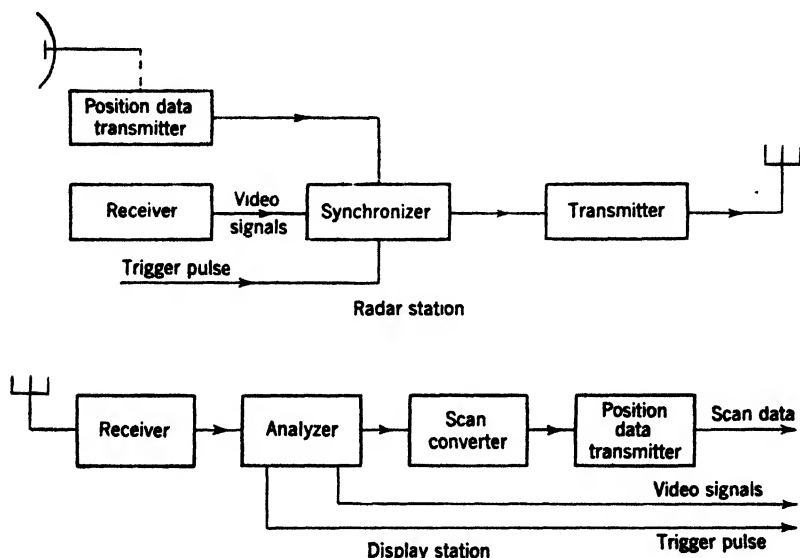 Position data
transmitter
Receiver
Video
signals
Synchronizer
Transmitter
Trigger pulse
Radar station
Receiver
Analyzer
Scan
converter
Position
data
transmitter
Scan data
Video signals
Trigger pulse
Display station